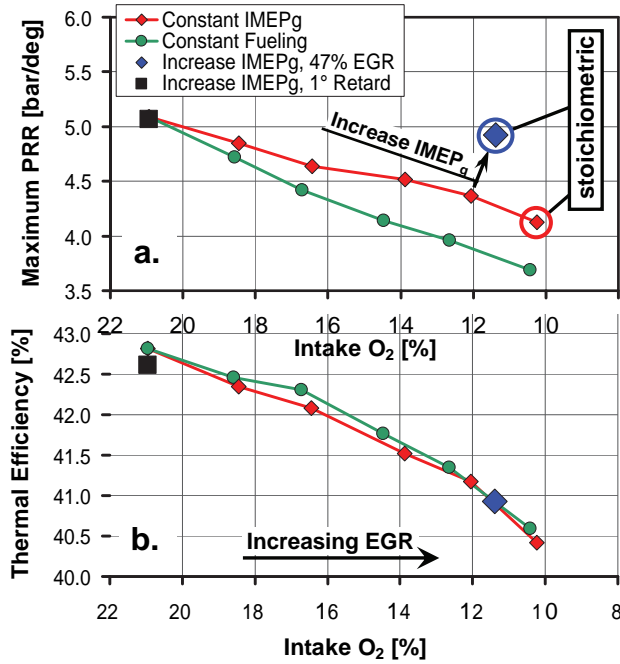 Constant IMEPg
Constant Fueling
Increase IMEPg, 47% EGR
Increase IMEPg, 1° Retard
Maximum PRR [bar/deg]
6.0
5.5
5.0
4.5
4.0
3.5
Increase IMEPg
stoichiometric
a.
22 20 18 16 14 12 10 8
Intake O2 [%]
Thermal Efficiency [%]
43.0
42.5
42.0
41.5
41.0
40.5
40.0
b.
Increasing EGR
22 20 18 16 14 12 10 8
Intake O2 [%]